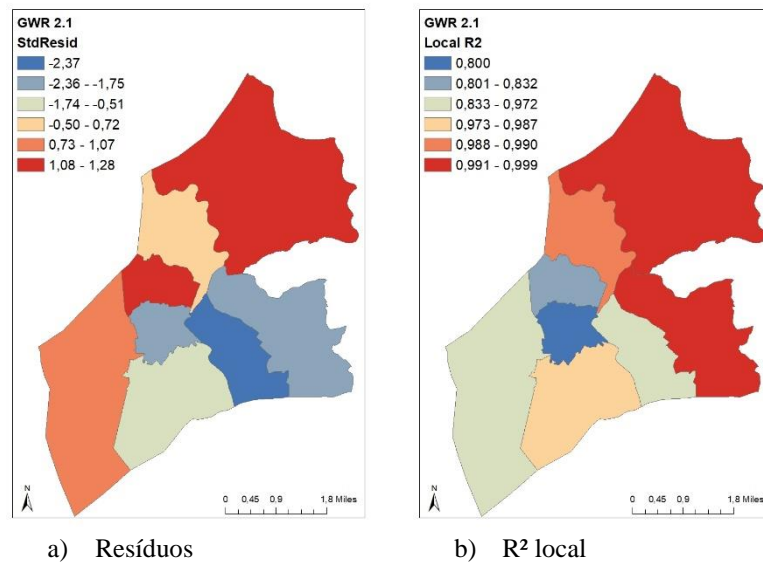 GWR 2.1
StdResid
-2,37
-2,36 - -1,75
-1,74 - -0,51
-0,50 - 0,72
0,73 - 1,07
1,08 - 1,28
N
0 0,45 0,9 1,8 Miles
a) Resíduos
GWR 2.1
Local R2
0,800
0,801 - 0,832
0,833 - 0,972
0,973 - 0,987
0,988 - 0,990
0,991 - 0,999
N
0 0,45 0,9 1,8 Miles
b) R² local